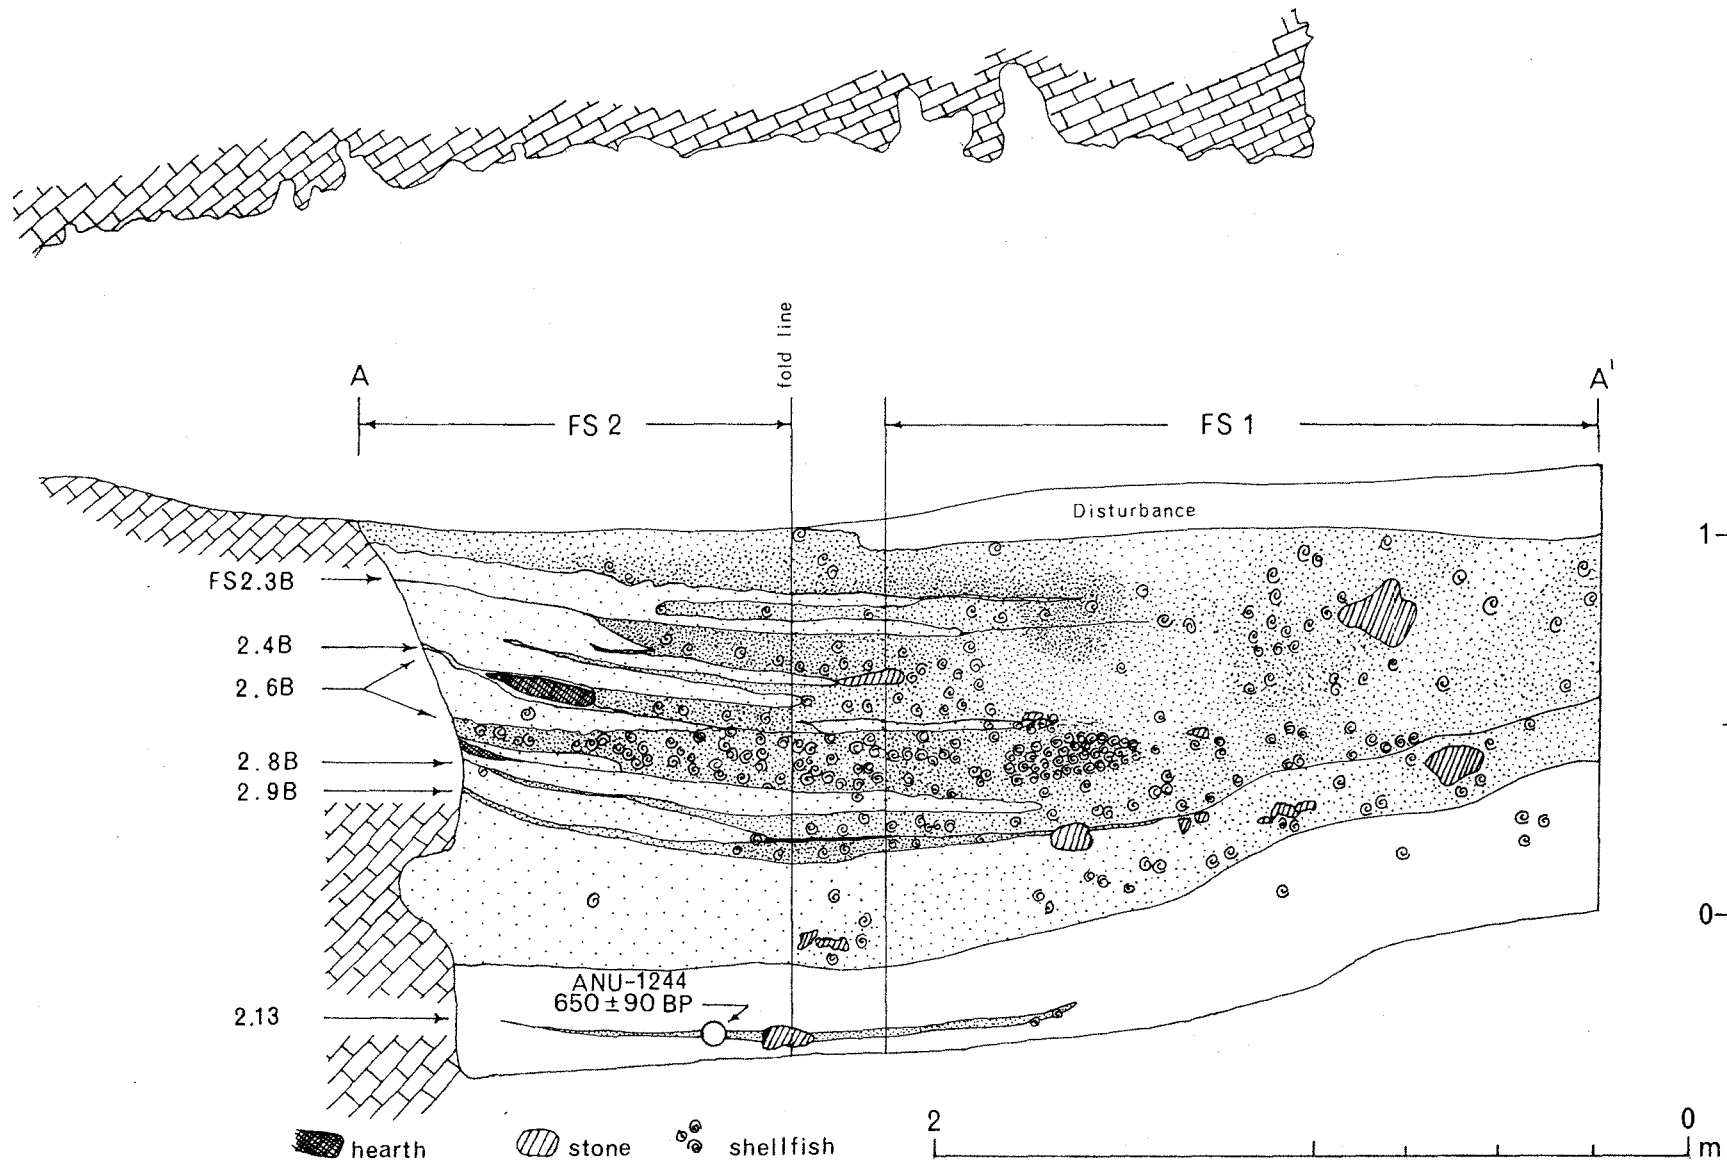 fold line
A
A'
FS 2
FS 1
Disturbance
1
FS2.3B
2.4B
2.6B
2.8B
2.9B
0
ANU-1244
650 ± 90 BP
2.13
2
0
hearth
stone
shellfish
m